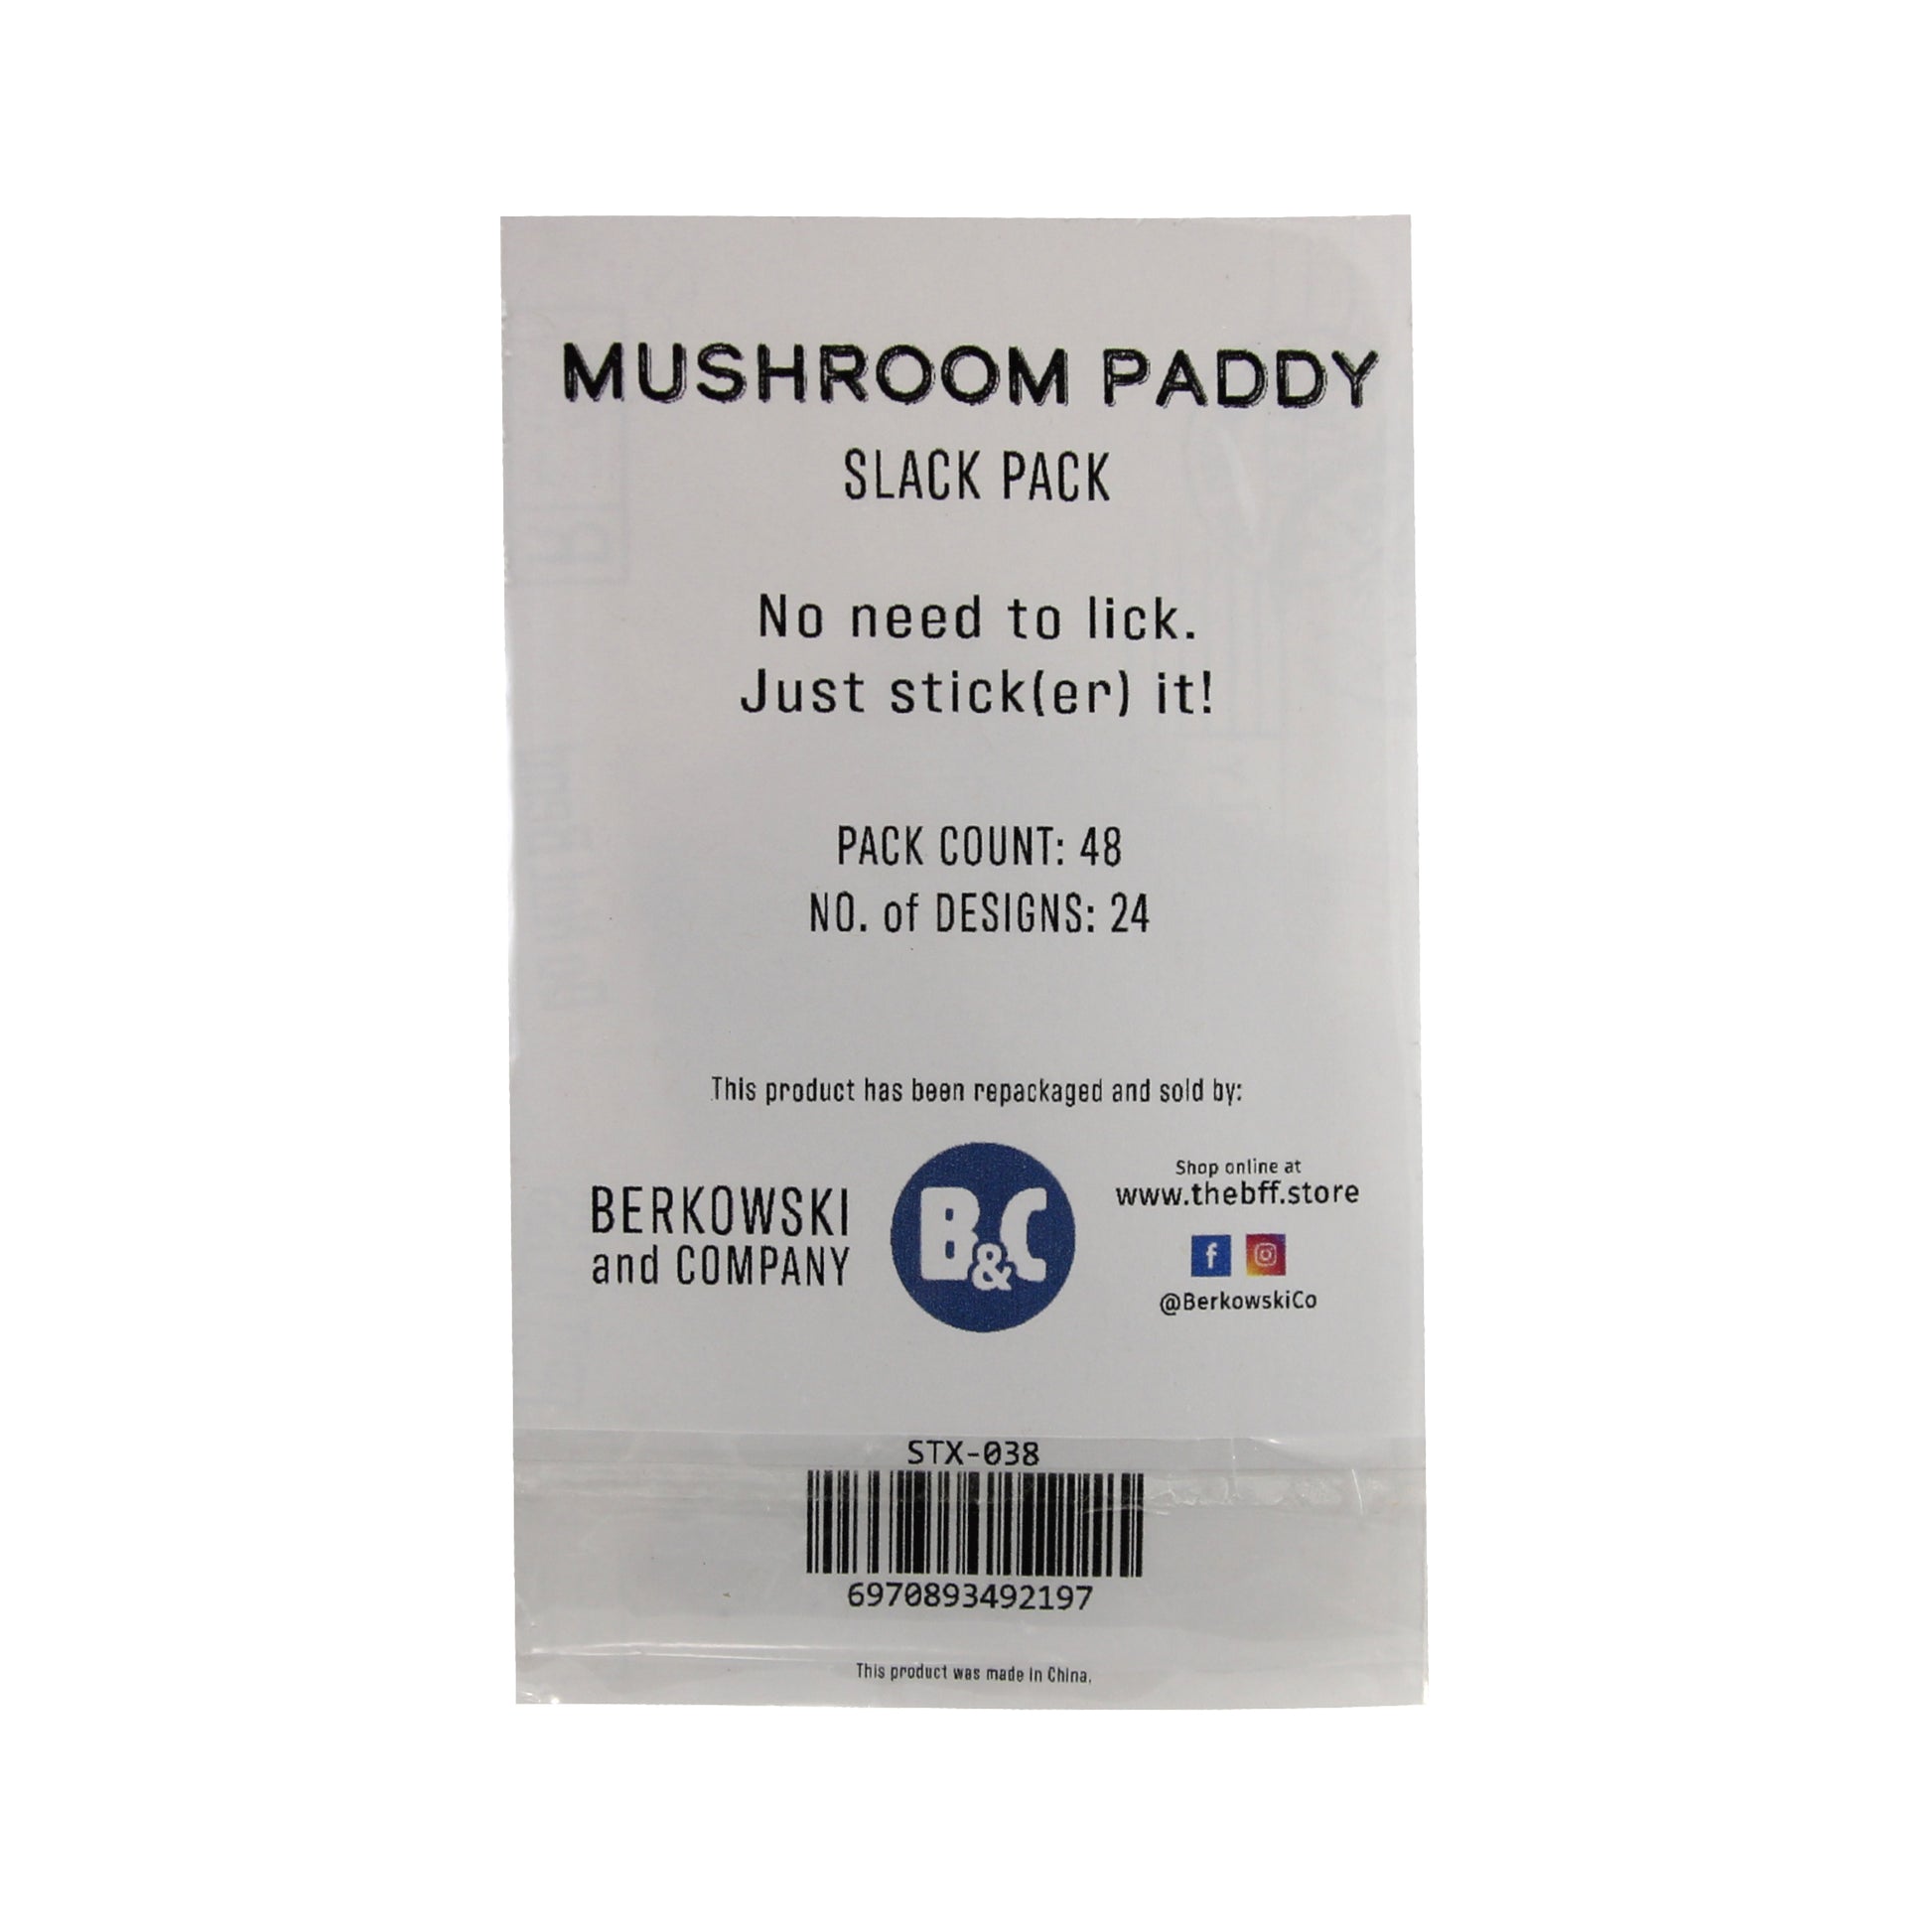 MUSHROOM PADDY
SLACK PACK
No need to lick.
Just stick(er) it!
PACK COUNT: 48
NO. of DESIGNS: 24
This product has been repackaged and sold by:
BERKOWSKI
and COMPANY
B&C
Shop online at
www.thebff.store
@BerkowskiCo
STX-038
6970893492197
This product was made in China.